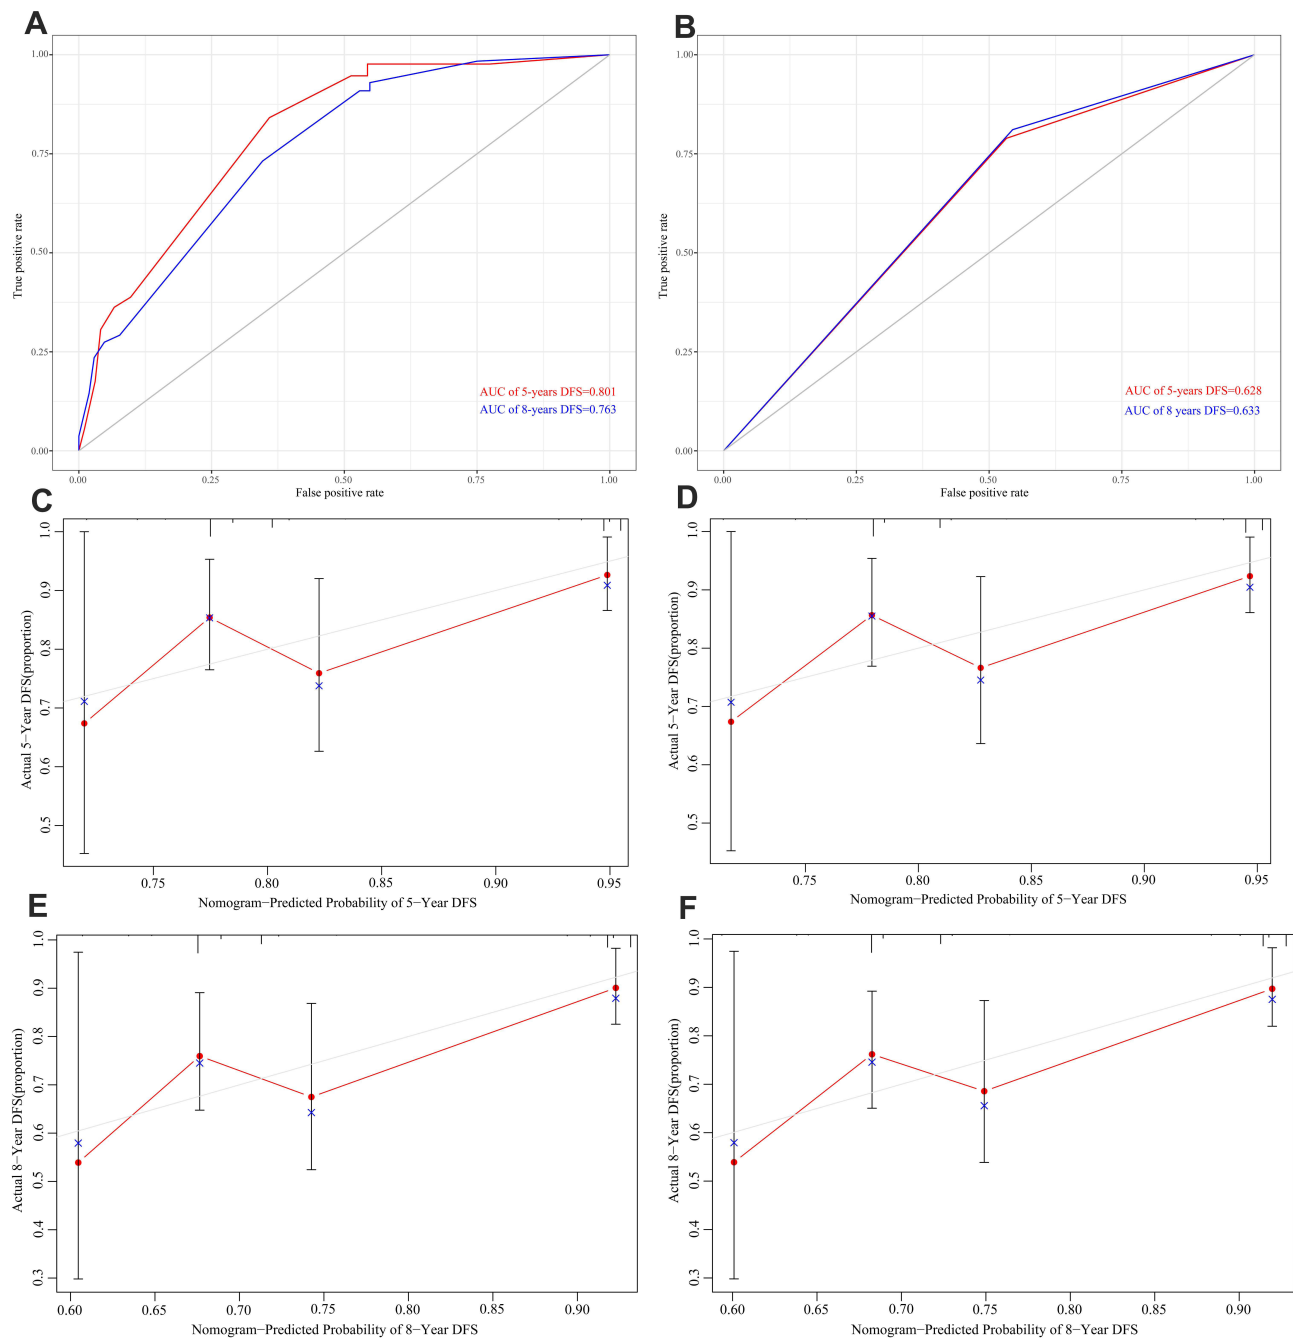 A
1.00
0.75
0.50
0.25
0.00
True positive rate
AUC of 5-years DFS=0.801
AUC of 8-years DFS=0.763
0.00 0.25 0.50 0.75 1.00
False positive rate
B
1.00
0.75
0.50
0.25
0.00
True positive rate
AUC of 5-years DFS=0.628
AUC of 8 years DFS=0.633
0.00 0.25 0.50 0.75 1.00
False positive rate
C
1.0
0.9
0.8
0.7
0.6
0.5
Actual 5−Year DFS(proportion)
0.75 0.80 0.85 0.90 0.95
Nomogram−Predicted Probability of 5−Year DFS
D
1.0
0.9
0.8
0.7
0.6
0.5
Actual 5−Year DFS(proportion)
0.75 0.80 0.85 0.90 0.95
Nomogram−Predicted Probability of 5−Year DFS
E
1.0
0.9
0.8
0.7
0.6
0.5
0.4
0.3
Actual 8−Year DFS(proportion)
0.60 0.65 0.70 0.75 0.80 0.85 0.90
Nomogram−Predicted Probability of 8−Year DFS
F
1.0
0.9
0.8
0.7
0.6
0.5
0.4
0.3
Actual 8−Year DFS(proportion)
0.60 0.65 0.70 0.75 0.80 0.85 0.90
Nomogram−Predicted Probability of 8−Year DFS